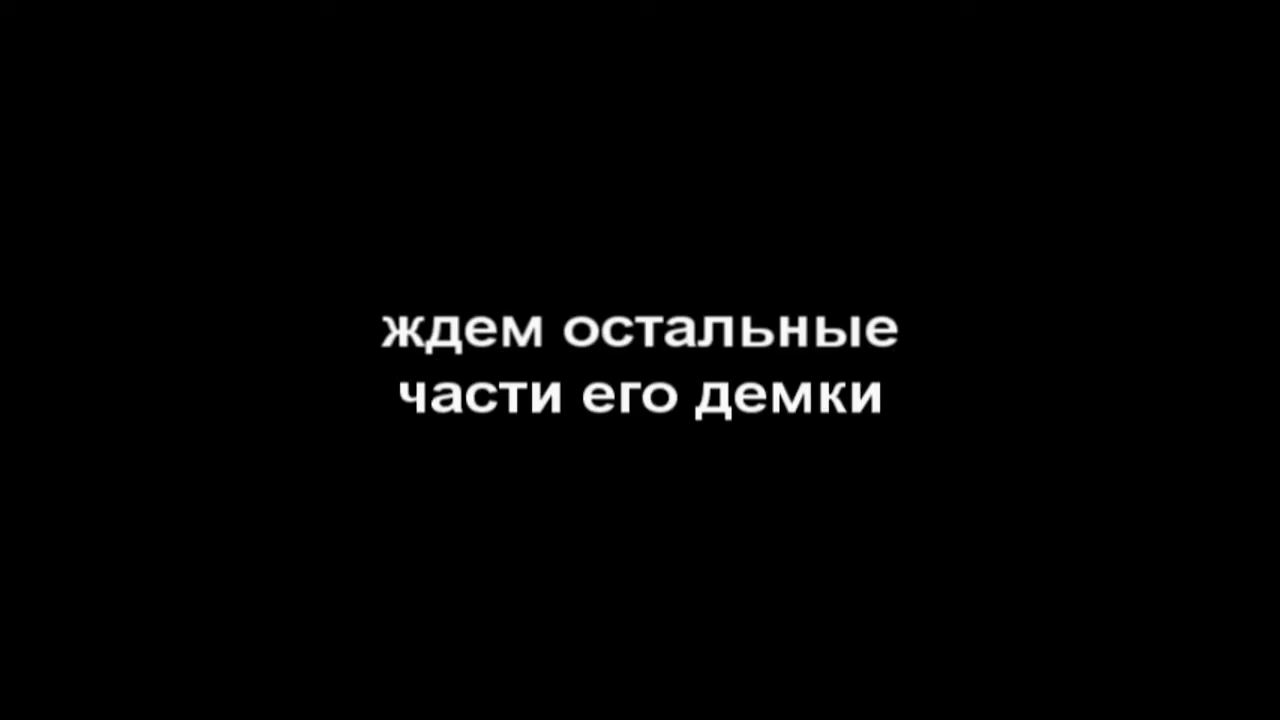 ждем остальные
части его демки